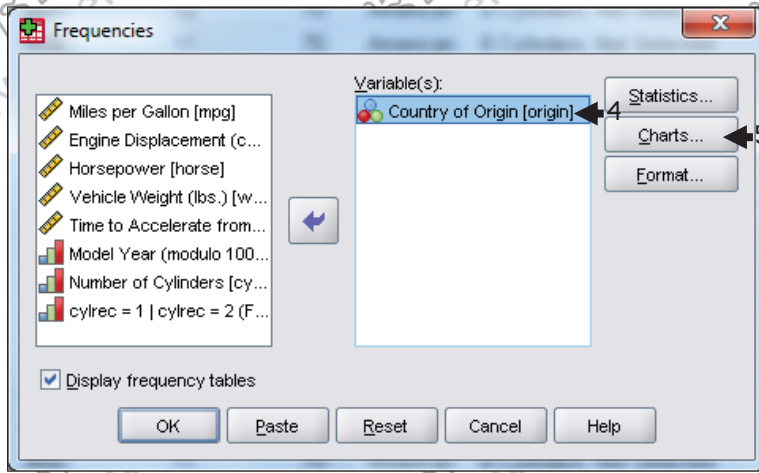 Frequencies
Variable(s):
Miles per Gallon [mpg]
Engine Displacement (c...
Horsepower [horse]
Vehicle Weight (lbs.) [w...
Time to Accelerate from...
Model Year (modulo 100...
Number of Cylinders [cy...
cylrec = 1 | cylrec = 2 (F...
Country of Origin [origin]
4
Statistics...
Charts...
5
Format...
Display frequency tables
OK
Paste
Reset
Cancel
Help